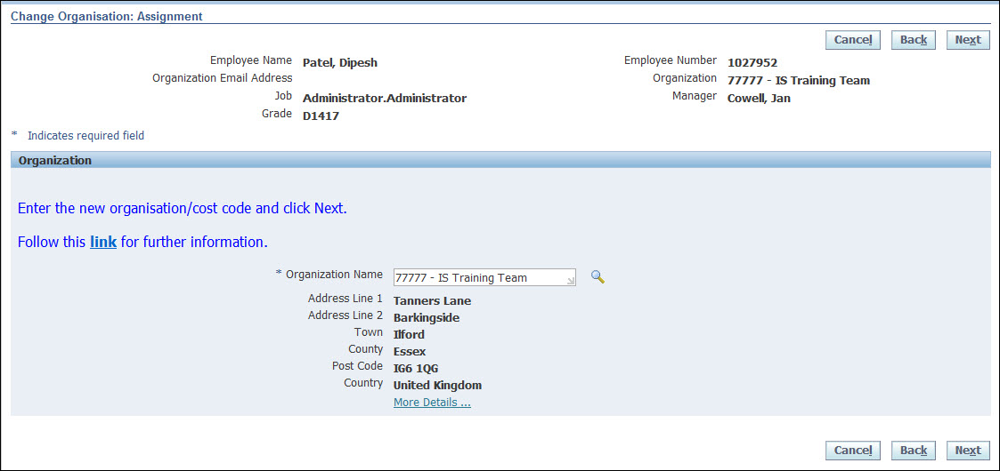 Change Organisation: Assignment
Cancel Back Next
Employee Name Patel, Dipesh Employee Number 1027952
Organization Email Address Organization 77777 - IS Training Team
Job Administrator.Administrator Manager Cowell, Jan
Grade D1417
* Indicates required field
Organization
Enter the new organisation/cost code and click Next.
Follow this link for further information.
* Organization Name 77777 - IS Training Team
Address Line 1 Tanners Lane
Address Line 2 Barkingside
Town Ilford
County Essex
Post Code IG6 1QG
Country United Kingdom
More Details ...
Cancel Back Next